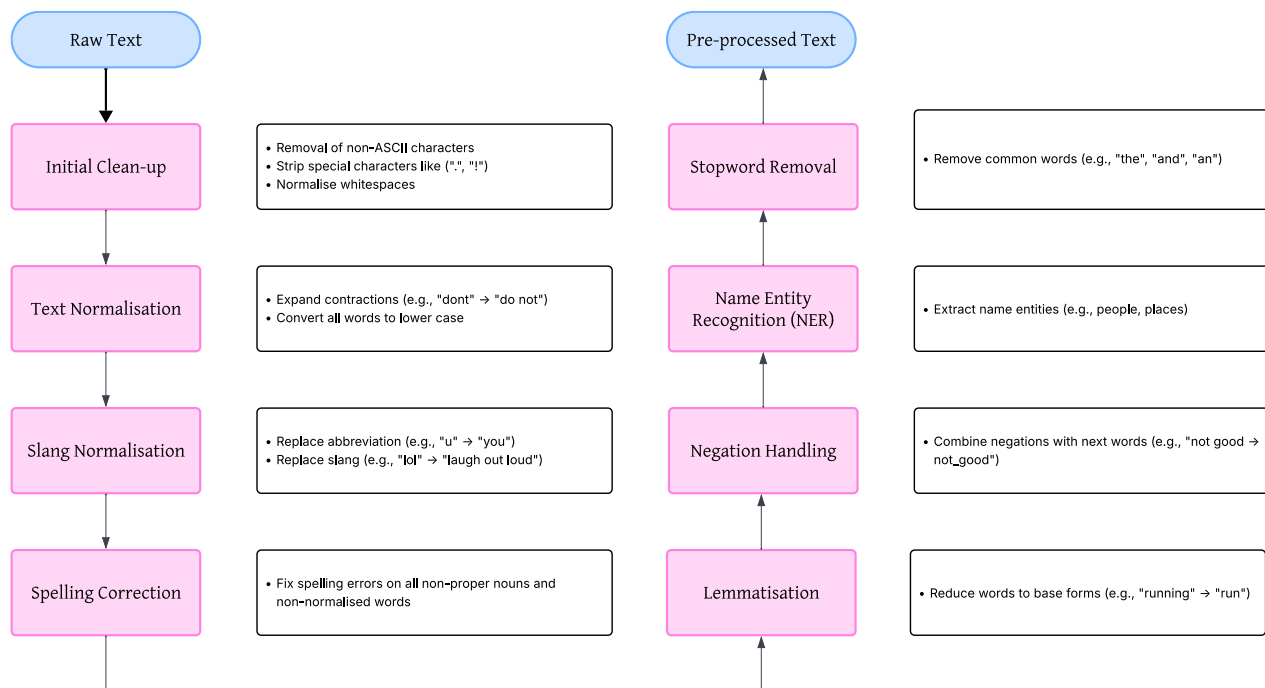 Raw Text
Initial Clean-up
• Removal of non-ASCII characters
• Strip special characters like (".", "!")
• Normalise whitespaces
Text Normalisation
• Expand contractions (e.g., "dont" → "do not")
• Convert all words to lower case
Slang Normalisation
• Replace abbreviation (e.g., "u" → "you")
• Replace slang (e.g., "lol" → "laugh out loud")
Spelling Correction
• Fix spelling errors on all non-proper nouns and
non-normalised words
Pre-processed Text
Stopword Removal
• Remove common words (e.g., "the", "and", "an")
Name Entity
Recognition (NER)
• Extract name entities (e.g., people, places)
Negation Handling
• Combine negations with next words (e.g., "not good →
not_good")
Lemmatisation
• Reduce words to base forms (e.g., "running" → "run")